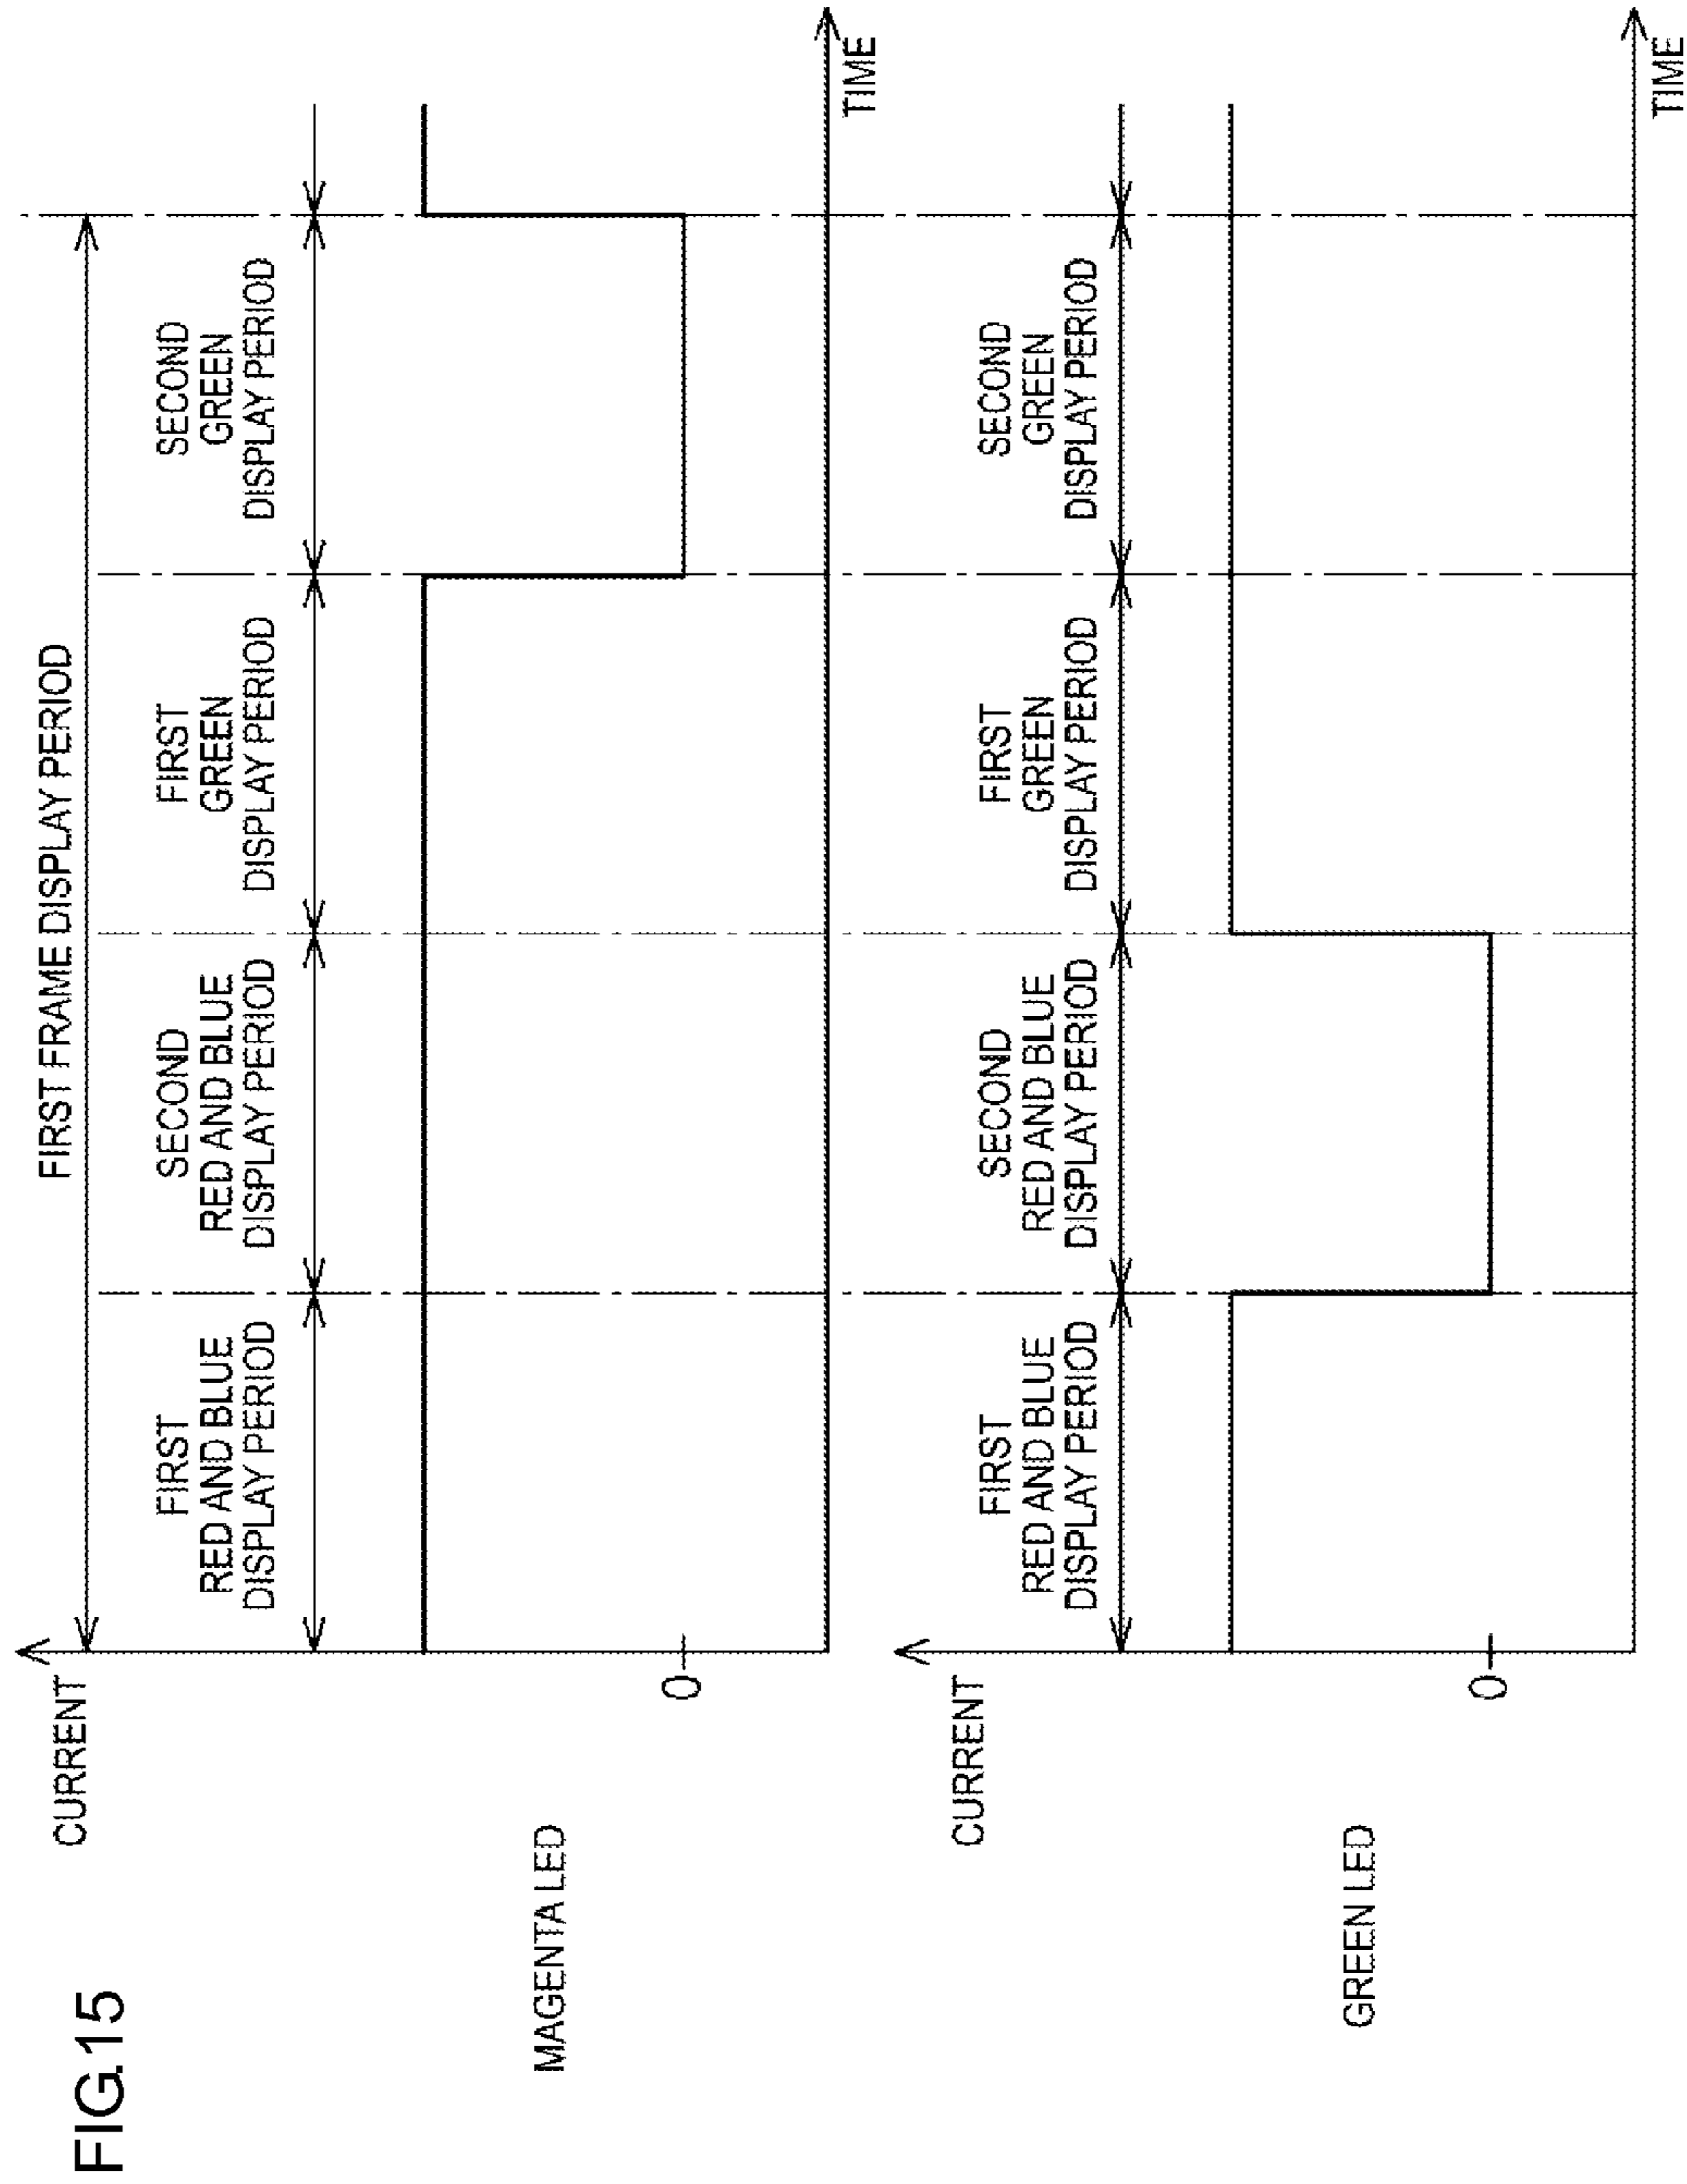 FIG.15
FIRST FRAME DISPLAY PERIOD
CURRENT
FIRST
RED AND BLUE
DISPLAY PERIOD
SECOND
RED AND BLUE
DISPLAY PERIOD
FIRST
GREEN
DISPLAY PERIOD
SECOND
GREEN
DISPLAY PERIOD
MAGENTA LED
0
TIME
CURRENT
FIRST
RED AND BLUE
DISPLAY PERIOD
SECOND
RED AND BLUE
DISPLAY PERIOD
FIRST
GREEN
DISPLAY PERIOD
SECOND
GREEN
DISPLAY PERIOD
GREEN LED
0
TIME